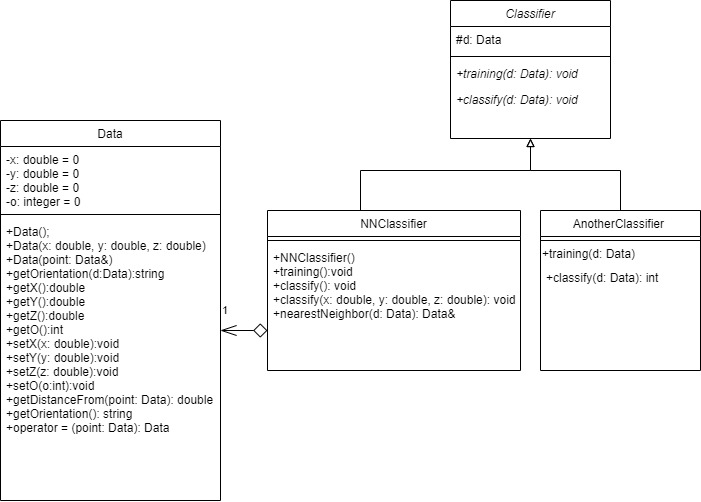 Classifier
#d: Data
+training(d: Data): void
+classify(d: Data): void
Data
-x: double = 0
-y: double = 0
-z: double = 0
-o: integer = 0
+Data();
+Data(x: double, y: double, z: double)
+Data(point: Data&)
+getOrientation(d:Data):string
+getX():double
+getY():double
+getZ():double
+getO():int
+setX(x: double):void
+setY(y: double):void
+setZ(z: double):void
+setO(o:int):void
+getDistanceFrom(point: Data): double
+getOrientation(): string
+operator = (point: Data): Data
1
NNClassifier
+NNClassifier()
+training():void
+classify(): void
+classify(x: double, y: double, z: double): void
+nearestNeighbor(d: Data): Data&
AnotherClassifier
+training(d: Data)
+classify(d: Data): int